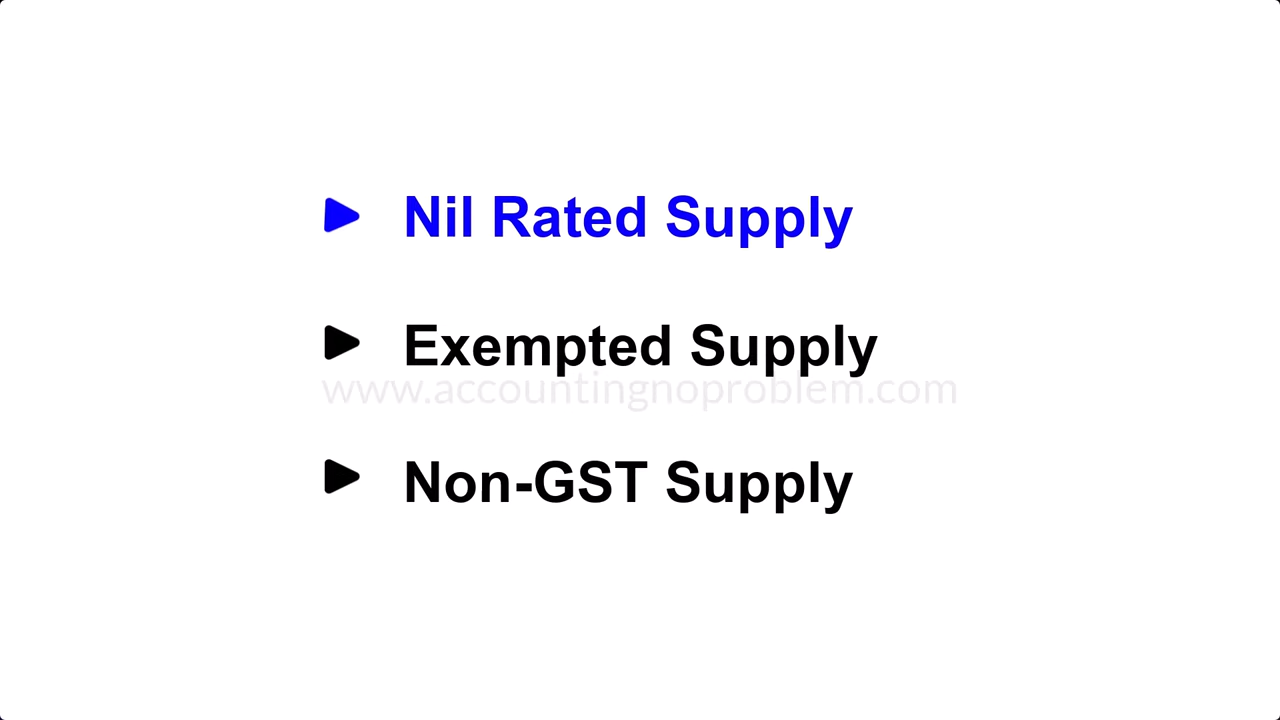 Nil Rated Supply
Exempted Supply
www.accountingnoproblem.com
Non-GST Supply